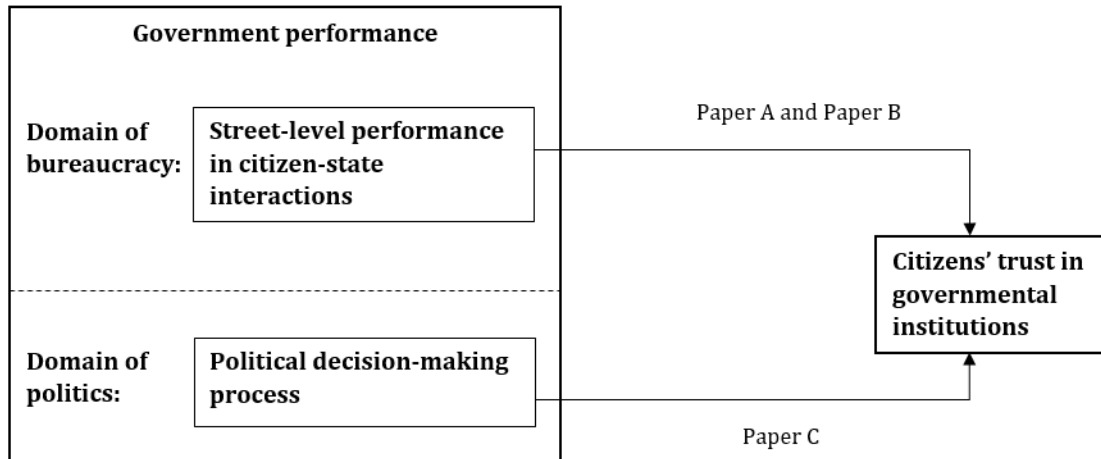 Government performance
Domain of
bureaucracy:
Street-level performance
in citizen-state
interactions
Paper A and Paper B
Citizens’ trust in
governmental
institutions
Domain of
politics:
Political decision-making
process
Paper C